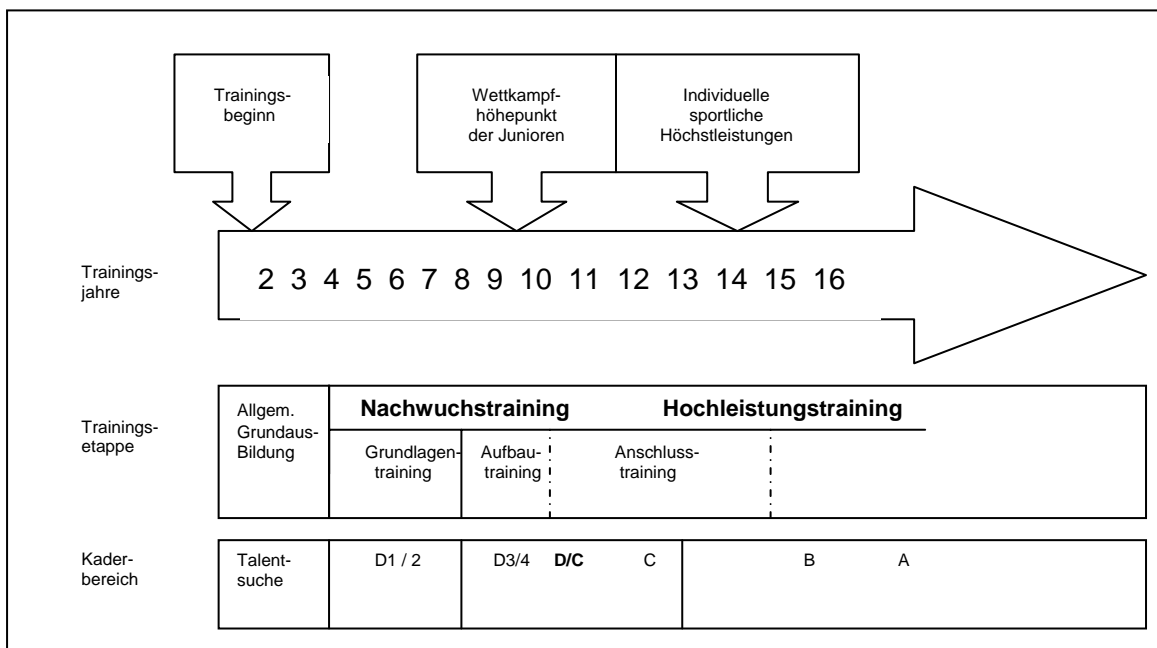 Trainings-
beginn
Wettkampf-
höhepunkt
der Junioren
Individuelle
sportliche
Höchstleistungen
Trainings-
jahre
2 3 4 5 6 7 8 9 10 11 12 13 14 15 16
Trainings-
etappe
Allgem.
Grundaus-
Bildung
Nachwuchstraining Hochleistungstraining
Grundlagen-
training
Aufbau-
training
Anschluss-
training
Kader-
bereich
Talent-
suche
D1 / 2
D3/4 D/C C
B A